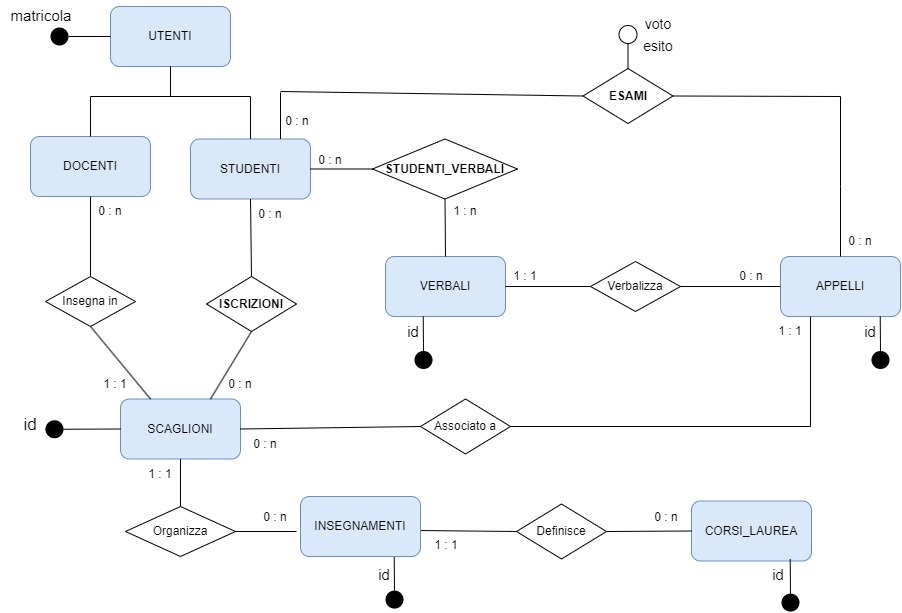 matricola
UTENTI
voto
esito
ESAMI
0 : n
DOCENTI
STUDENTI
0 : n
STUDENTI_VERBALI
0 : n
0 : n
1 : n
0 : n
Insegna in
ISCRIZIONI
VERBALI
1 : 1
Verbalizza
0 : n
APPELLI
id
1 : 1
id
1 : 1
0 : n
id
SCAGLIONI
0 : n
Associato a
1 : 1
Organizza
0 : n
INSEGNAMENTI
1 : 1
Definisce
0 : n
CORSI_LAUREA
id
id